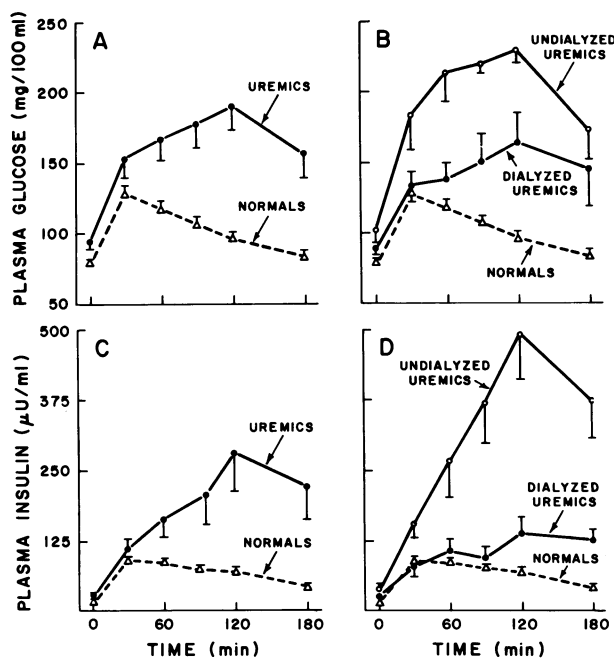 A
PLASMA GLUCOSE (mg/100ml)
250
200
150
100
50
UREMICS
NORMALS
B
UNDIALYZED
UREMICS
DIALYZED
UREMICS
NORMALS
C
PLASMA INSULIN (μU/ml)
500
375
250
125
UREMICS
NORMALS
0 60 120 180
TIME (min)
D
UNDIALYZED
UREMICS
DIALYZED
UREMICS
NORMALS
0 60 120 180
TIME (min)